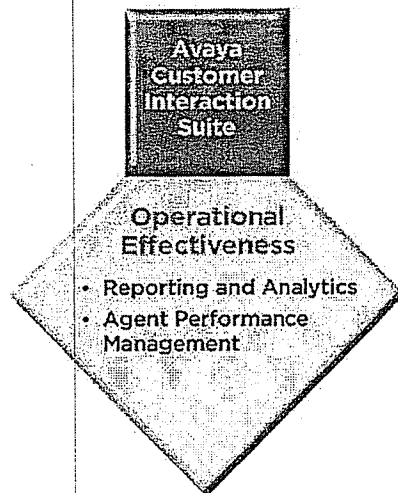 Avaya
Customer
Interaction
Suite
Operational
Effectiveness
• Reporting and Analytics
• Agent Performance
Management